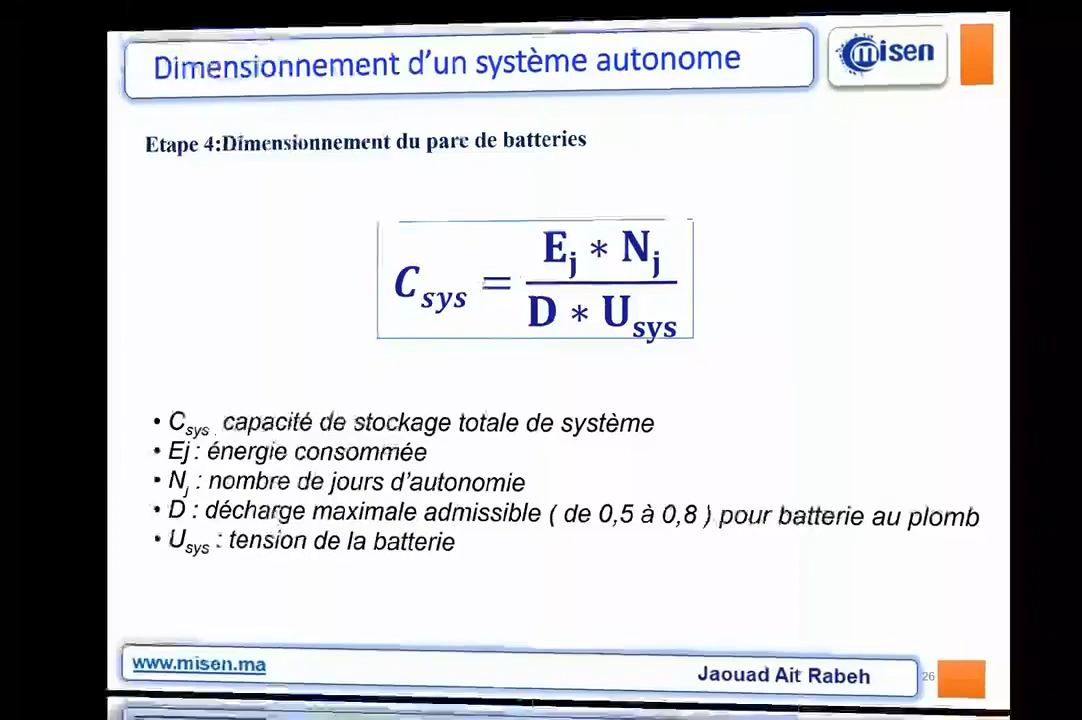 Dimensionnement d'un système autonome
misen
Etape 4:Dimensionnement du parc de batteries
C_sys = (E_j * N_j) / (D * U_sys)
• C_sys : capacité de stockage totale de système
• Ej : énergie consommée
• N_j : nombre de jours d'autonomie
• D : décharge maximale admissible ( de 0,5 à 0,8 ) pour batterie au plomb
• U_sys : tension de la batterie
www.misen.ma
Jaouad Ait Rabeh
26